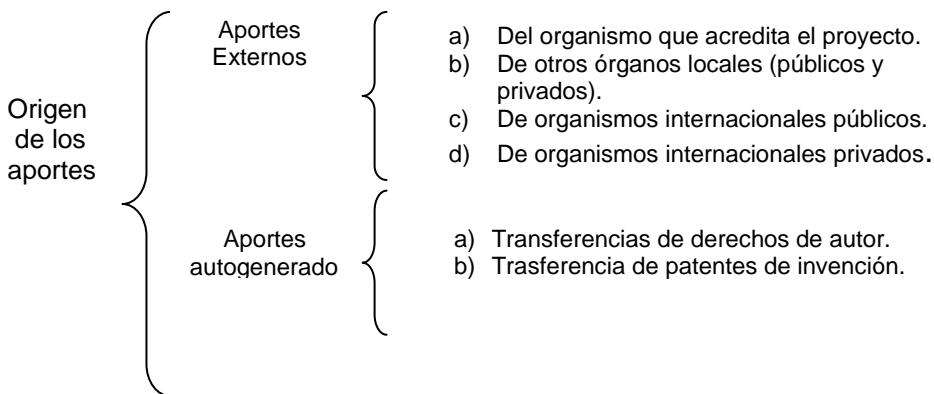 Origen
de los
aportes
Aportes
Externos
a) Del organismo que acredita el proyecto.
b) De otros órganos locales (públicos y
privados).
c) De organismos internacionales públicos.
d) De organismos internacionales privados.
Aportes
autogenerado
a) Transferencias de derechos de autor.
b) Trasferencia de patentes de invención.